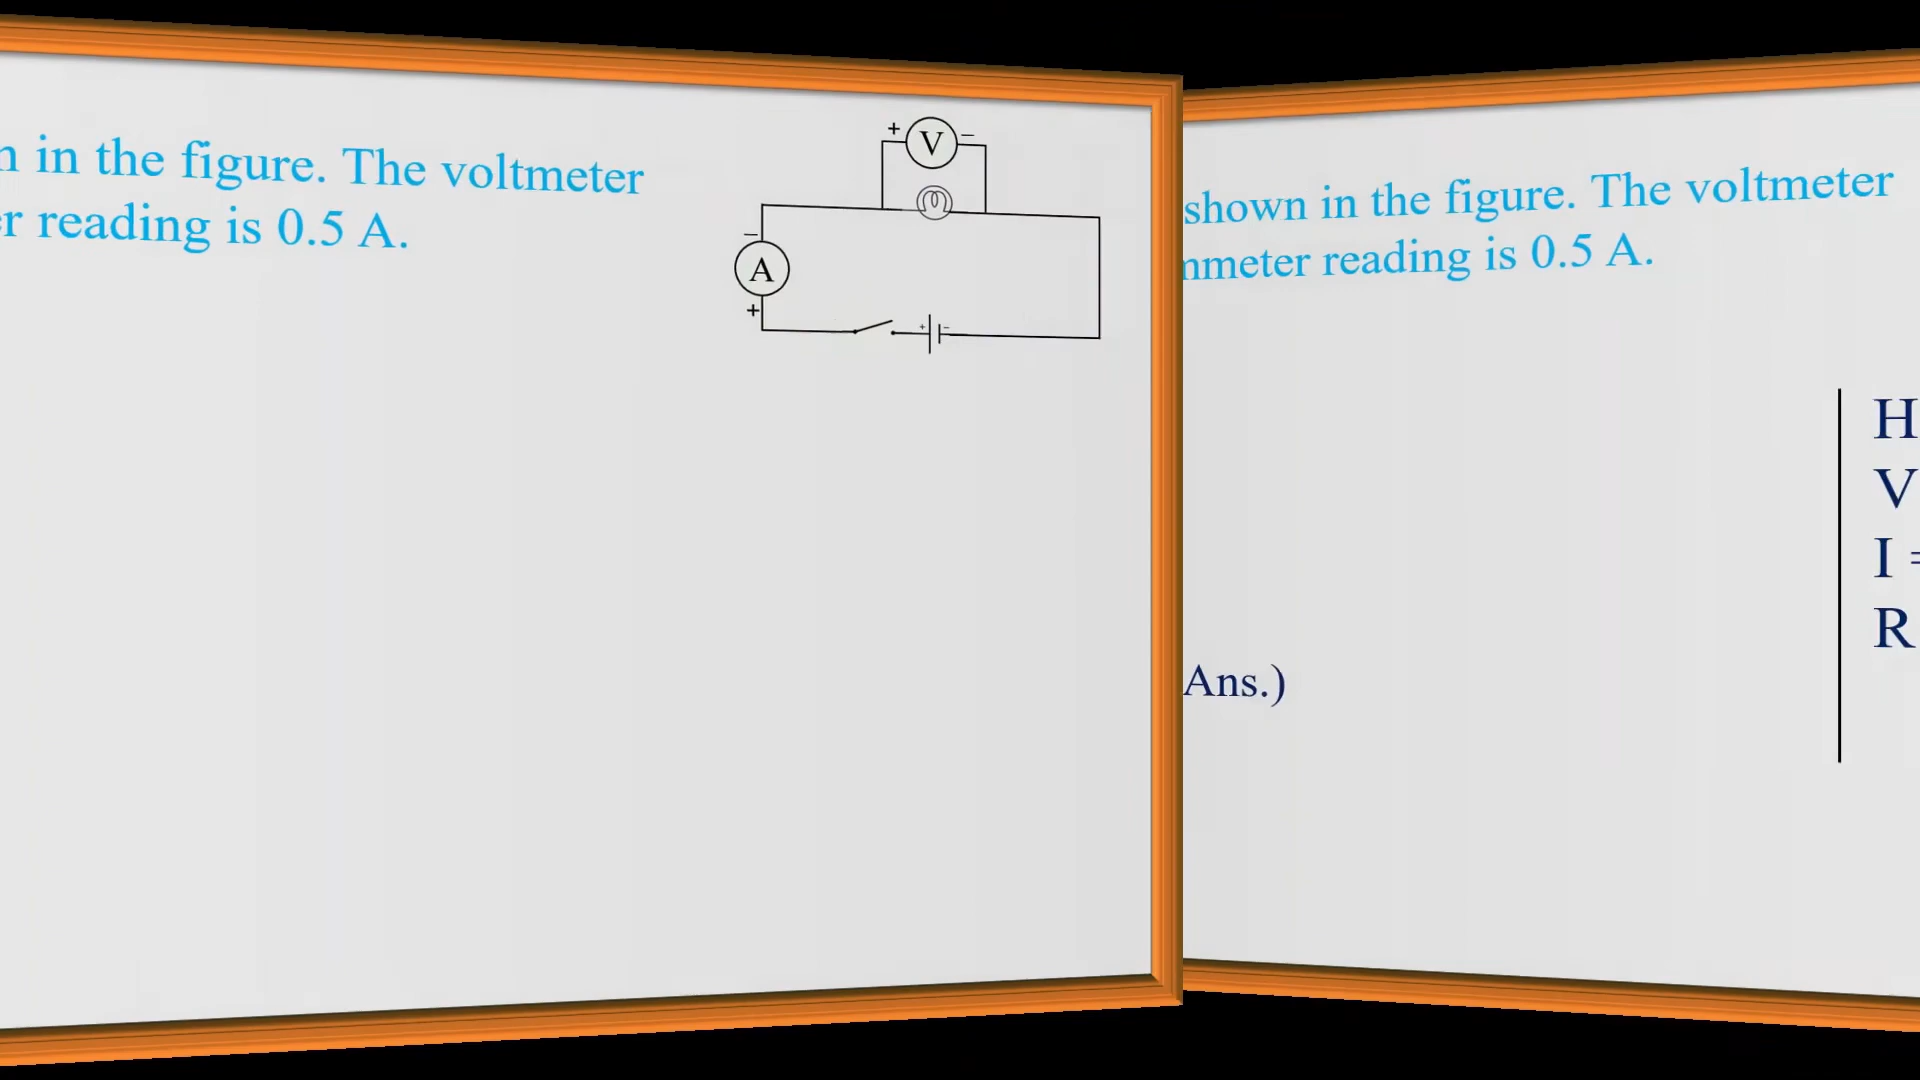 in the figure. The voltmeter
reading is 0.5 A.
+ V −
−
A
+
+ −
shown in the figure. The voltmeter
reading is 0.5 A.
H
V
I =
R
Ans.)